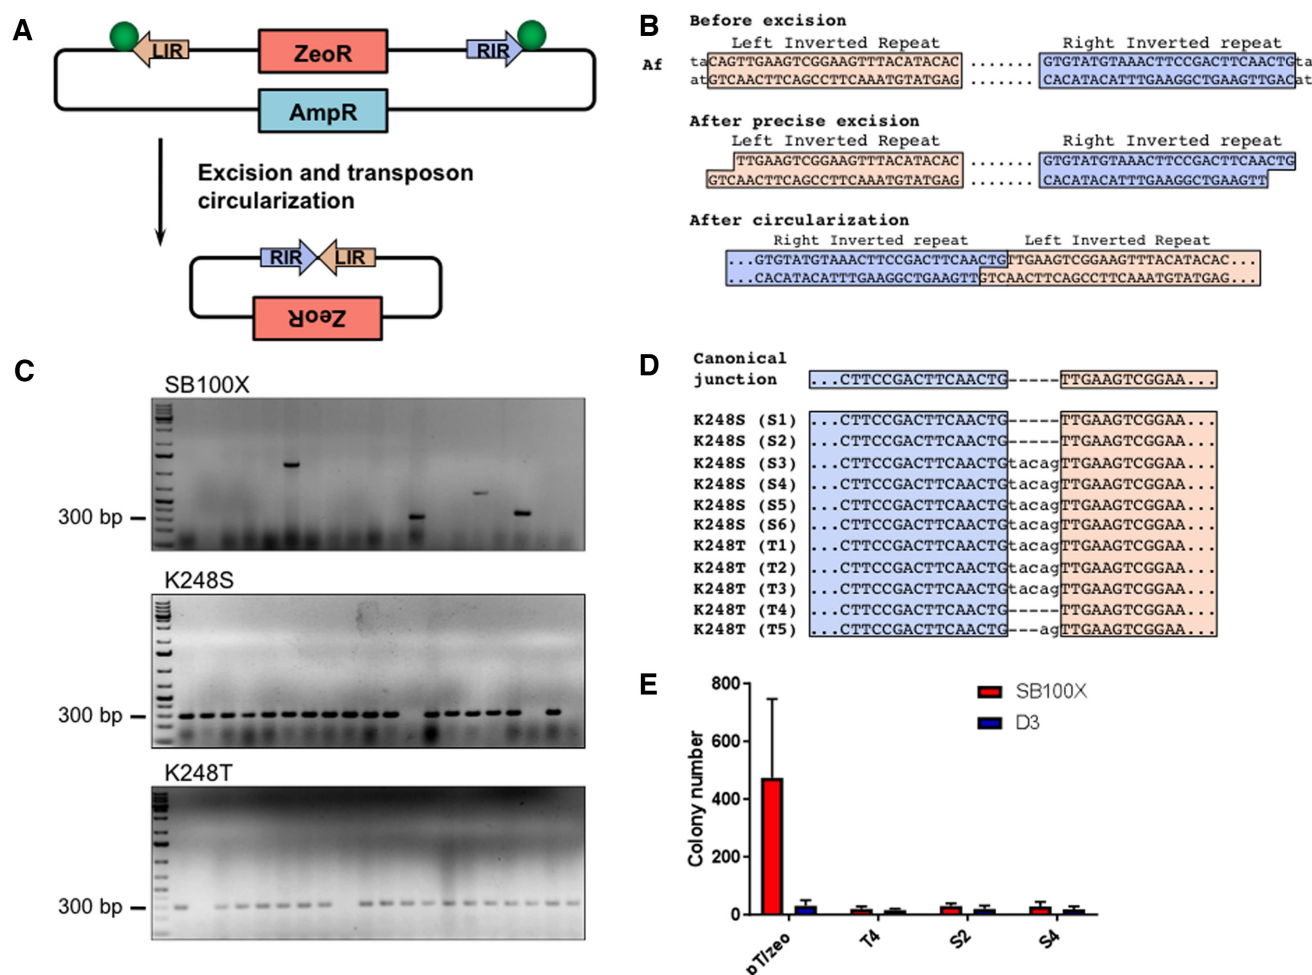 A
LIR
ZeoR
RIR
AmpR
Excision and transposon
circularization
RIR
LIR
ZeoR
B
Before excision
Left Inverted Repeat
Right Inverted repeat
Af
taCAGTTGAAGTCGGAAGTTTACATACAC.......GTGTATGTAAACTTCCGACTTCAACTGta
atGTCAACTTCAGCCTTCAAATGTATGAG.......CACATACATTTGAAGGCTGAAGTTGACat
After precise excision
Left Inverted Repeat
Right Inverted repeat
TTGAAGTCGGAAGTTTACATACAC.......GTGTATGTAAACTTCCGACTTCAACTG
GTCAACTTCAGCCTTCAAATGTATGAG.......CACATACATTTGAAGGCTGAAGTT
After circularization
Right Inverted repeat
Left Inverted Repeat
...GTGTATGTAAACTTCCGACTTCAACTGTTGAAGTCGGAAGTTTACATACAC...
...CACATACATTTGAAGGCTGAAGTTGTCAACTTCAGCCTTCAAATGTATGAG...
C
SB100X
300 bp
K248S
300 bp
K248T
300 bp
D
Canonical
junction ...CTTCCGACTTCAACTG-----TTGAAGTCGGAA...
K248S (S1) ...CTTCCGACTTCAACTG-----TTGAAGTCGGAA...
K248S (S2) ...CTTCCGACTTCAACTG-----TTGAAGTCGGAA...
K248S (S3) ...CTTCCGACTTCAACTGtacagTTGAAGTCGGAA...
K248S (S4) ...CTTCCGACTTCAACTGtacagTTGAAGTCGGAA...
K248S (S5) ...CTTCCGACTTCAACTGtacagTTGAAGTCGGAA...
K248S (S6) ...CTTCCGACTTCAACTGtacagTTGAAGTCGGAA...
K248T (T1) ...CTTCCGACTTCAACTGtacagTTGAAGTCGGAA...
K248T (T2) ...CTTCCGACTTCAACTGtacagTTGAAGTCGGAA...
K248T (T3) ...CTTCCGACTTCAACTGtacagTTGAAGTCGGAA...
K248T (T4) ...CTTCCGACTTCAACTG-----TTGAAGTCGGAA...
K248T (T5) ...CTTCCGACTTCAACTG---agTTGAAGTCGGAA...
E
Colony number
800
600
400
200
0
SB100X
D3
pT/zeo
T4
S2
S4